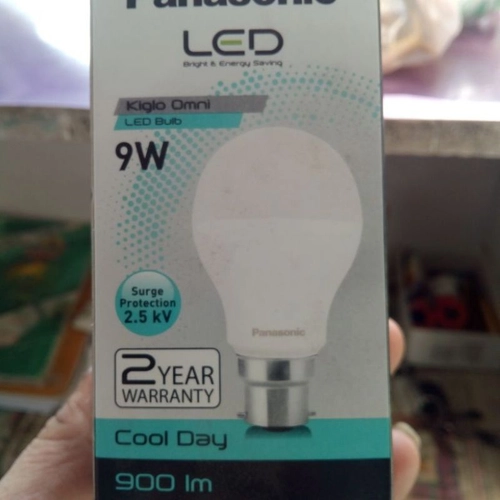 Panasonic
LED
Bright & Energy Saving
Kiglo Omni
LED Bulb
9W
Surge
Protection
2.5 kV
Panasonic
2 YEAR
WARRANTY
Cool Day
900 lm